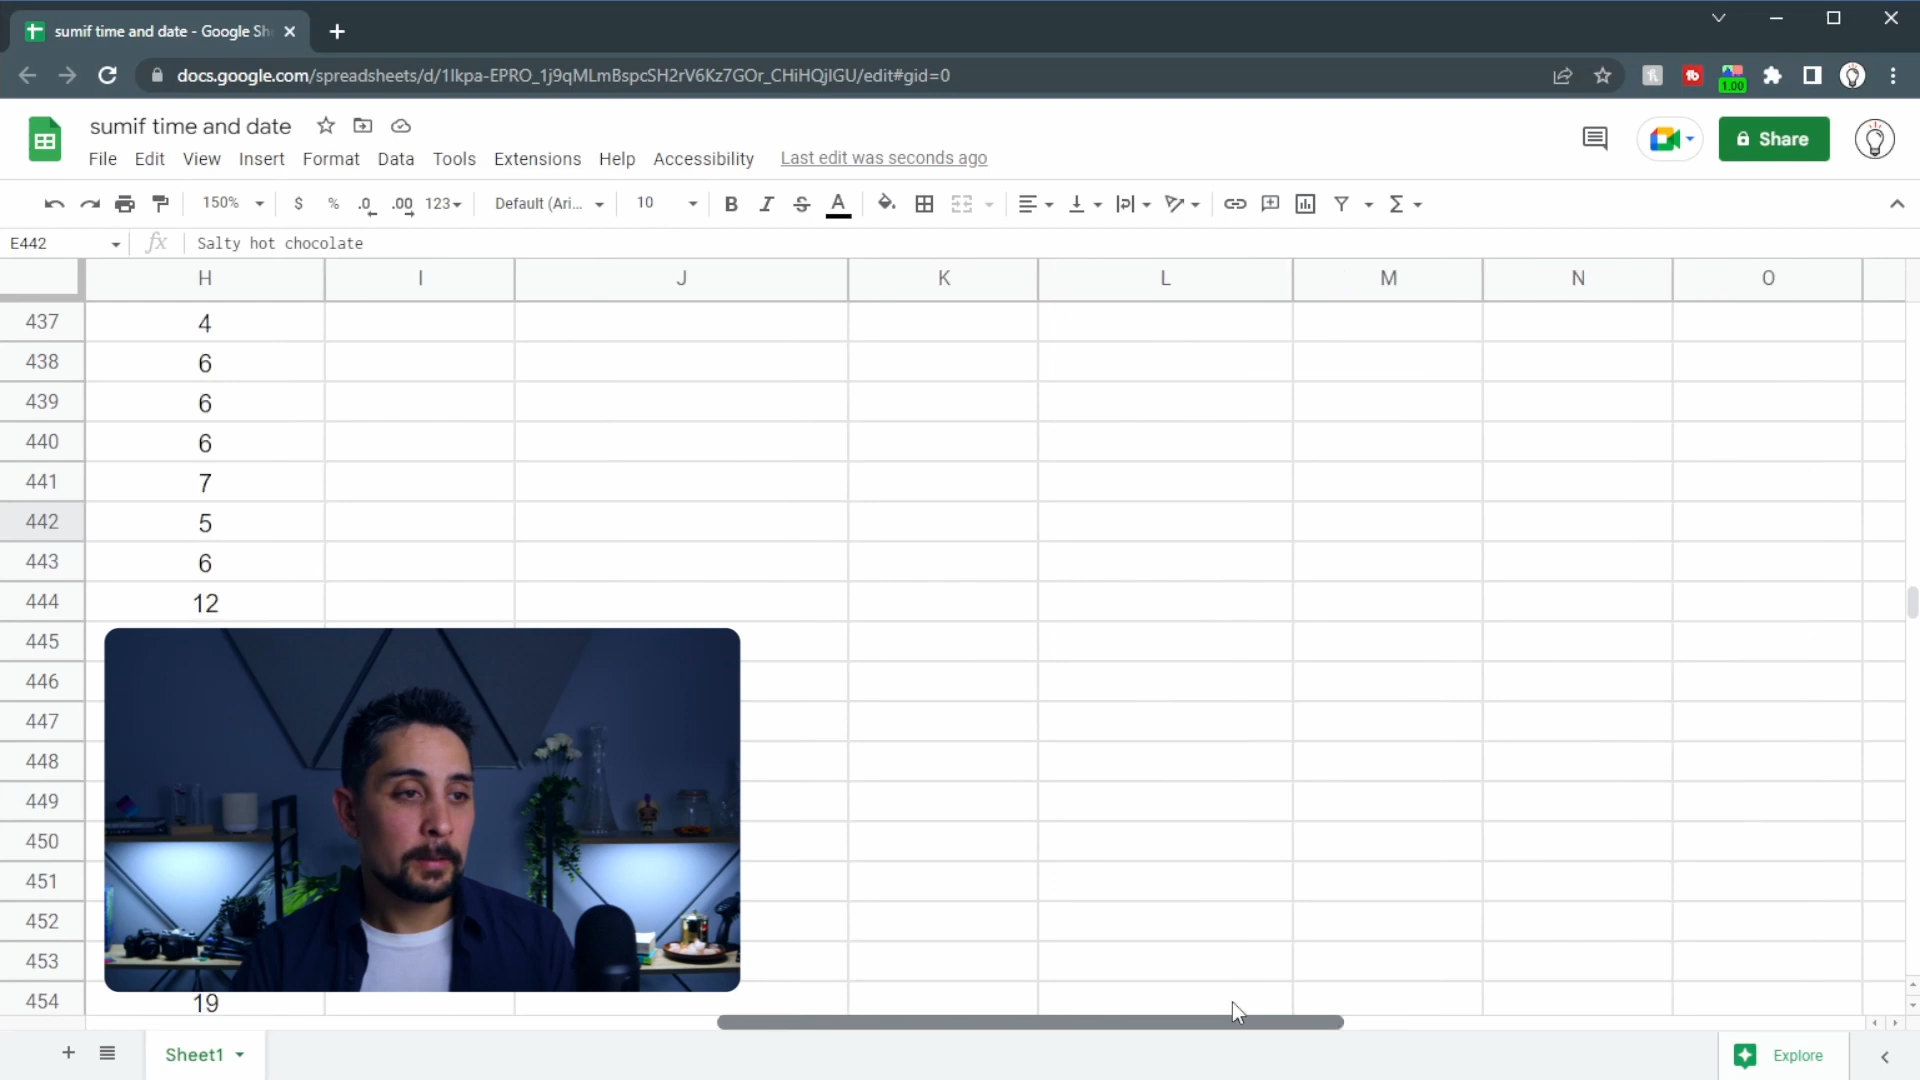 sumif time and date - Google Sh
docs.google.com/spreadsheets/d/1Ikpa-EPRO_1j9qMLmBspcSH2rV6Kz7GOr_CHiHQjIGU/edit#gid=0
1.00
sumif time and date
File Edit View Insert Format Data Tools Extensions Help Accessibility Last edit was seconds ago
Share
150% $ % .0 .00 123 Default (Ari... 10 B I S A Σ
E442 fx Salty hot chocolate
H I J K L M N O
437 4
438 6
439 6
440 6
441 7
442 5
443 6
444 12
445
446
447
448
449
450
451
452
453
454 19
Sheet1
Explore